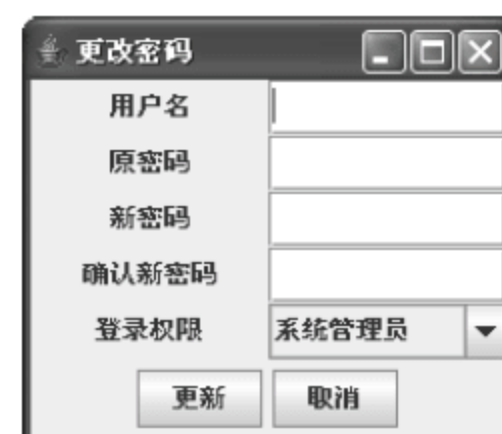 更改密码
用户名
原密码
新密码
确认新密码
登录权限 系统管理员
更新 取消